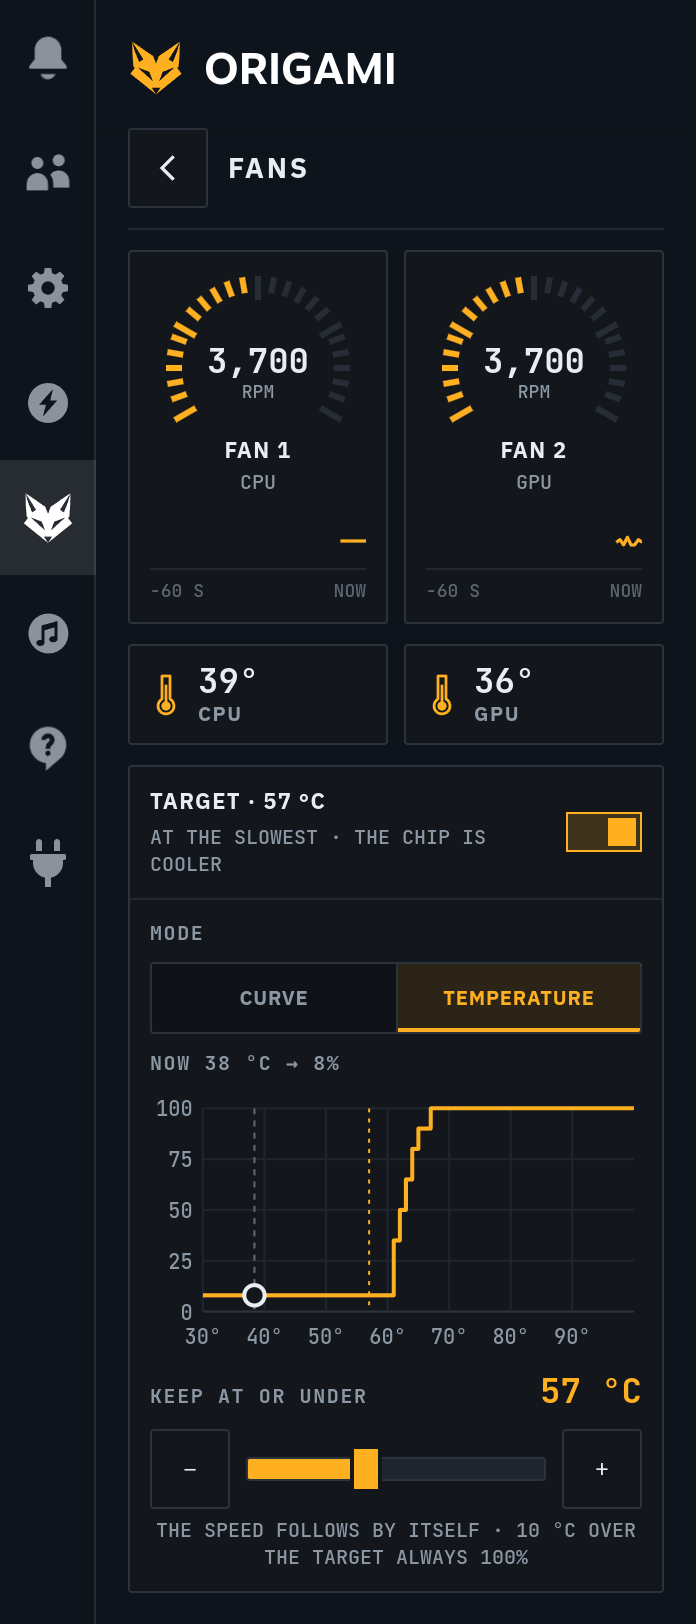 ORIGAMI
FANS
3,700
RPM
FAN 1
CPU
-60 S NOW
3,700
RPM
FAN 2
GPU
-60 S NOW
39°
CPU
36°
GPU
TARGET · 57 °C
AT THE SLOWEST · THE CHIP IS
COOLER
MODE
CURVE TEMPERATURE
NOW 38 °C → 8%
100
75
50
25
0
30° 40° 50° 60° 70° 80° 90°
KEEP AT OR UNDER 57 °C
− +
THE SPEED FOLLOWS BY ITSELF · 10 °C OVER
THE TARGET ALWAYS 100%